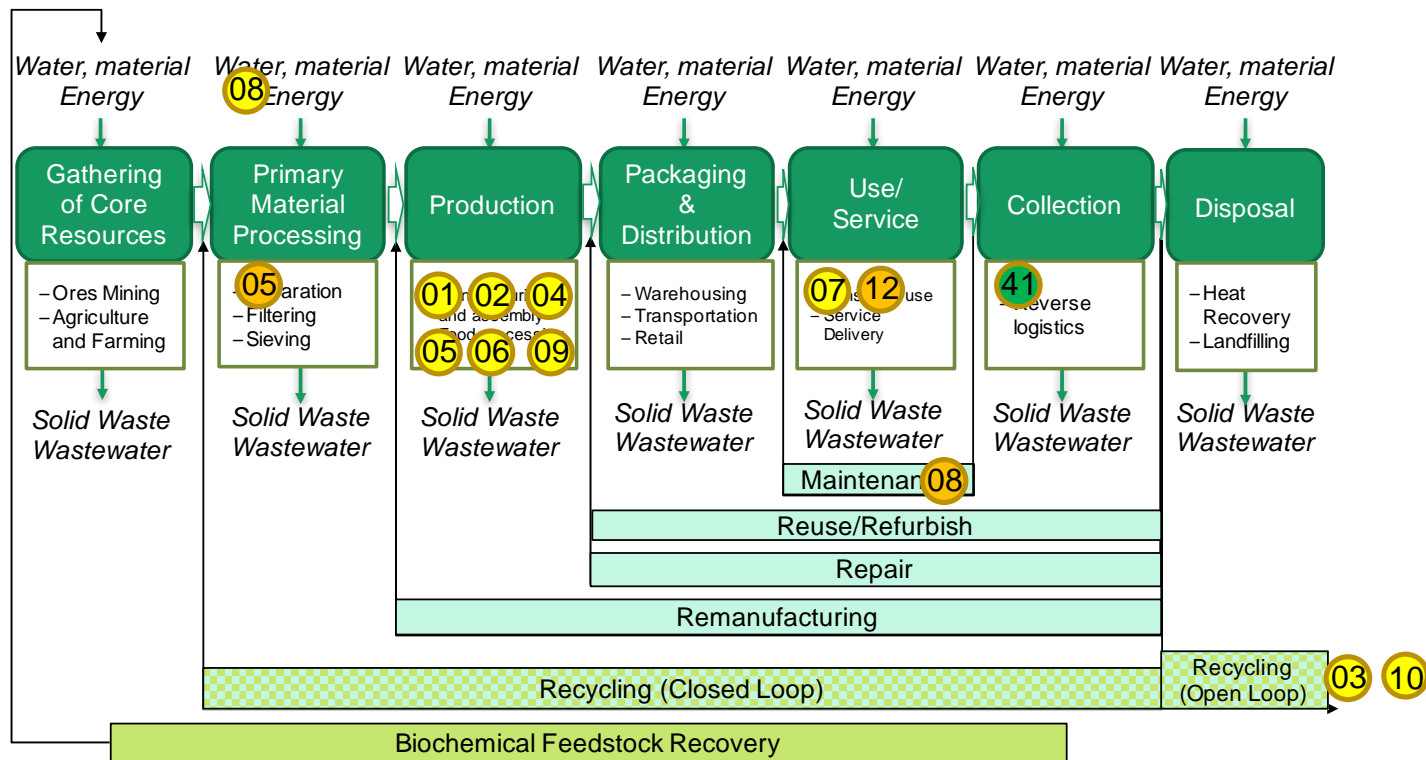 Water, material
Energy
Water, material
Energy
Water, material
Energy
Water, material
Energy
Water, material
Energy
Water, material
Energy
Water, material
Energy
08
Gathering
of Core
Resources
Primary
Material
Processing
Production
Packaging
&
Distribution
Use/
Service
Collection
Disposal
– Ores Mining
– Agriculture
and Farming
05
– Filtering
– Sieving
01 02 04
and assembly
05 06 09
– Warehousing
– Transportation
– Retail
07 12
use
– Service
Delivery
41
– Reverse
logistics
– Heat
Recovery
– Landfilling
Solid Waste
Wastewater
Solid Waste
Wastewater
Solid Waste
Wastewater
Solid Waste
Wastewater
Solid Waste
Wastewater
Solid Waste
Wastewater
Solid Waste
Wastewater
Maintenan
08
Reuse/Refurbish
Repair
Remanufacturing
Recycling (Closed Loop)
Recycling
(Open Loop)
03 10
Biochemical Feedstock Recovery